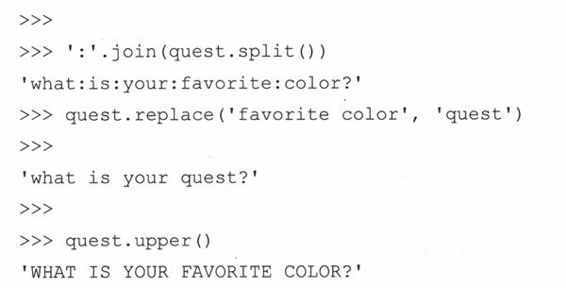 >>>
>>> ':'.join(quest.split())
'what:is:your:favorite:color?'
>>> quest.replace('favorite color', 'quest')
>>>
'what is your quest?'
>>>
>>> quest.upper()
'WHAT IS YOUR FAVORITE COLOR?'